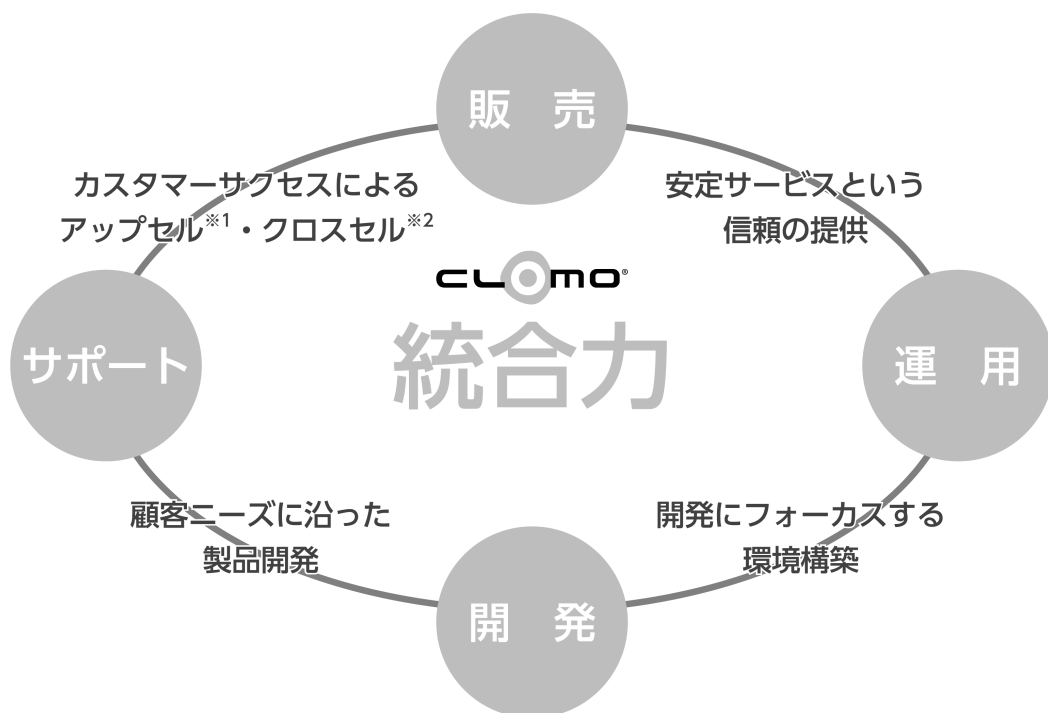 販 売
カスタマーサクセスによる
アップセル※1・クロスセル※2
安定サービスという
信頼の提供
CLOMO®
統合力
サポート
運 用
顧客ニーズに沿った
製品開発
開発にフォーカスする
環境構築
開 発